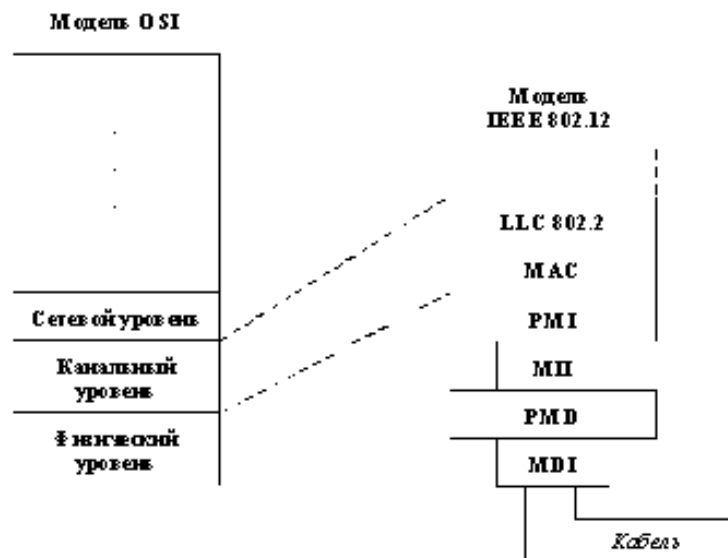 Модель OSI
Модель
IEEE 802.12
LLC 802.2
MAC
Сетевой уровень
PMI
Канальный
уровень
МП
PMD
Физический
уровень
MDI
Кабель